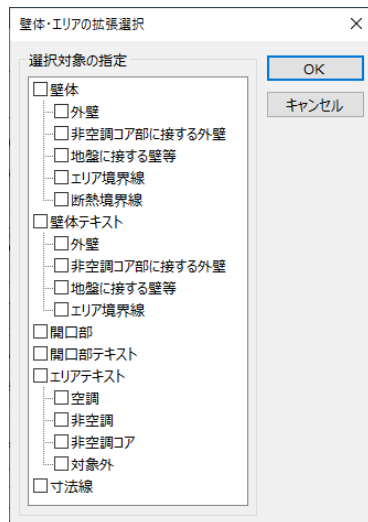 壁体・エリアの拡張選択
選択対象の指定
OK
キャンセル
壁体
外壁
非空調コア部に接する外壁
地盤に接する壁等
エリア境界線
断熱境界線
壁体テキスト
外壁
非空調コア部に接する外壁
地盤に接する壁等
エリア境界線
開口部
開口部テキスト
エリアテキスト
空調
非空調
非空調コア
対象外
寸法線